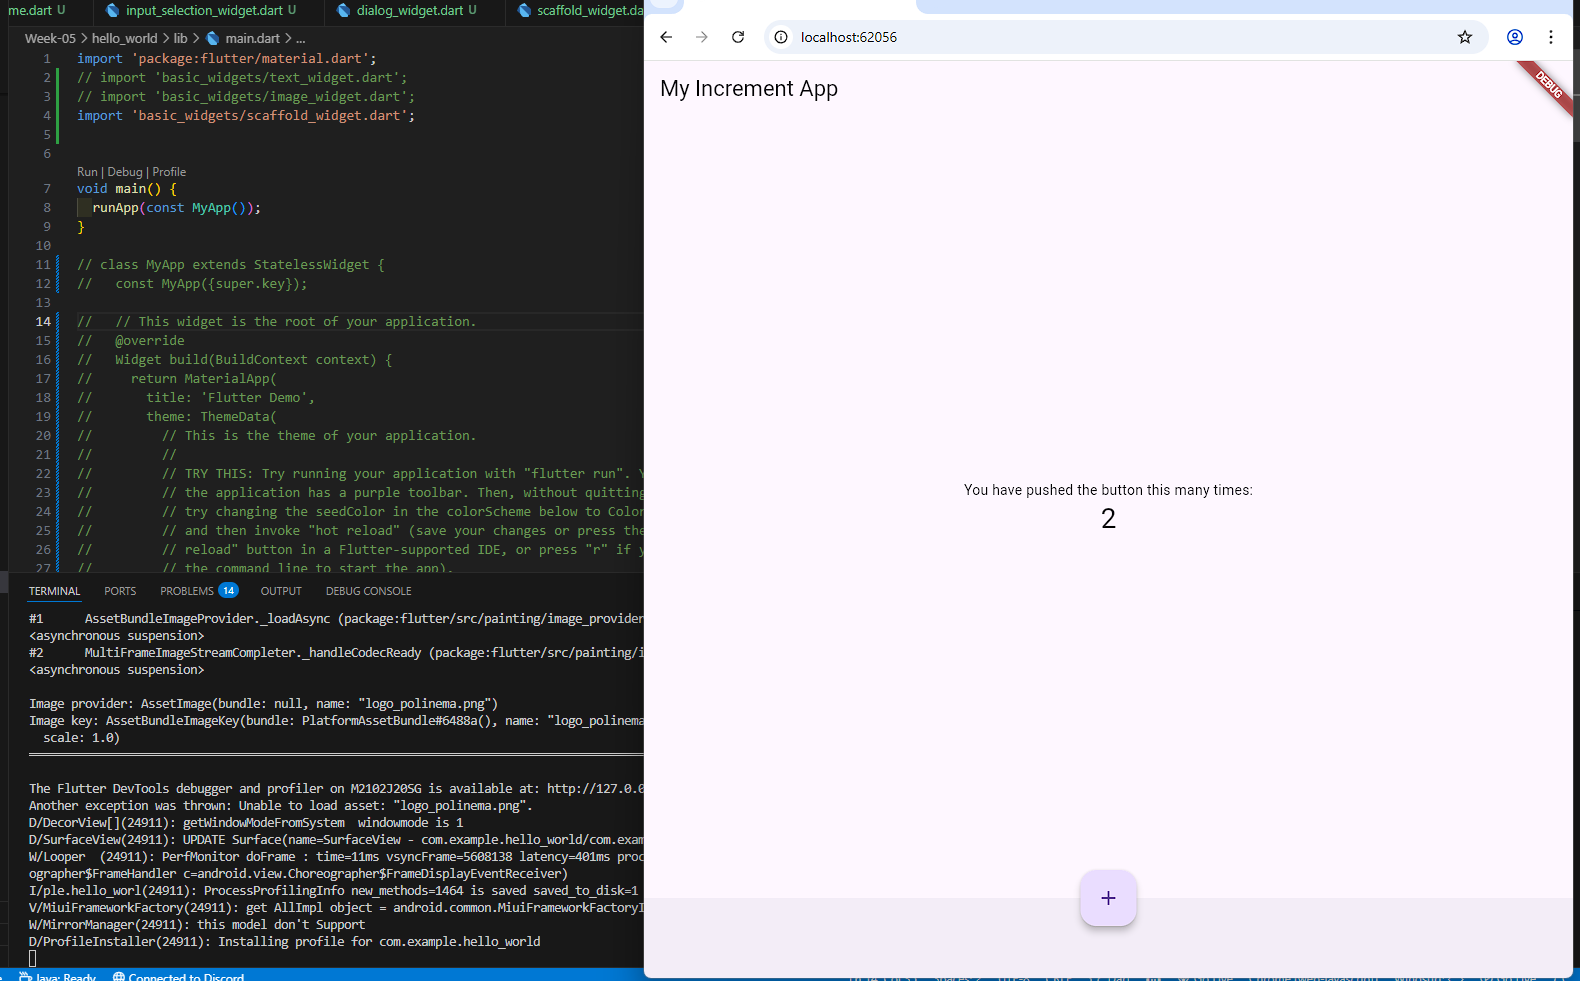 me.dart U input_selection_widget.dart U dialog_widget.dart U scaffold_widget.da
Week-05 > hello_world > lib > main.dart > ...
1 import 'package:flutter/material.dart';
2 // import 'basic_widgets/text_widget.dart';
3 // import 'basic_widgets/image_widget.dart';
4 import 'basic_widgets/scaffold_widget.dart';
5
6
Run | Debug | Profile
7 void main() {
8 runApp(const MyApp());
9 }
10
11 // class MyApp extends StatelessWidget {
12 // const MyApp({super.key});
13
14 // // This widget is the root of your application.
15 // @override
16 // Widget build(BuildContext context) {
17 // return MaterialApp(
18 // title: 'Flutter Demo',
19 // theme: ThemeData(
20 // // This is the theme of your application.
21 // //
22 // // TRY THIS: Try running your application with "flutter run". Y
23 // // the application has a purple toolbar. Then, without quitting
24 // // try changing the seedColor in the colorScheme below to Color
25 // // and then invoke "hot reload" (save your changes or press the
26 // // reload" button in a Flutter-supported IDE, or press "r" if y
27 // // the command line to start the app).
TERMINAL PORTS PROBLEMS 14 OUTPUT DEBUG CONSOLE
#1 AssetBundleImageProvider._loadAsync (package:flutter/src/painting/image_provider
<asynchronous suspension>
#2 MultiFrameImageStreamCompleter._handleCodecReady (package:flutter/src/painting/i
<asynchronous suspension>
Image provider: AssetImage(bundle: null, name: "logo_polinema.png")
Image key: AssetBundleImageKey(bundle: PlatformAssetBundle#6488a(), name: "logo_polinema
scale: 1.0)
The Flutter DevTools debugger and profiler on M2102J20SG is available at: http://127.0.0
Another exception was thrown: Unable to load asset: "logo_polinema.png".
D/DecorView[](24911): getWindowModeFromSystem windowmode is 1
D/SurfaceView(24911): UPDATE Surface(name=SurfaceView - com.example.hello_world/com.exam
W/Looper (24911): PerfMonitor doFrame : time=11ms vsyncFrame=5608138 latency=401ms proc
ographer$FrameHandler c=android.view.Choreographer$FrameDisplayEventReceiver)
I/ple.hello_worl(24911): ProcessProfilingInfo new_methods=1464 is saved saved_to_disk=1
V/MiuiFrameworkFactory(24911): get AllImpl object = android.common.MiuiFrameworkFactoryI
W/MirrorManager(24911): this model don't Support
D/ProfileInstaller(24911): Installing profile for com.example.hello_world
Java: Ready Connected to Discord
localhost:62056
My Increment App
DEBUG
You have pushed the button this many times:
2
+